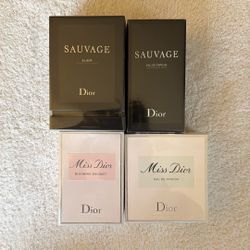 SAUVAGE
ELIXIR
Dior
SAUVAGE
EAU DE PARFUM
Dior
Miss Dior
BLOOMING BOUQUET
Dior
Miss Dior
EAU DE PARFUM
Dior